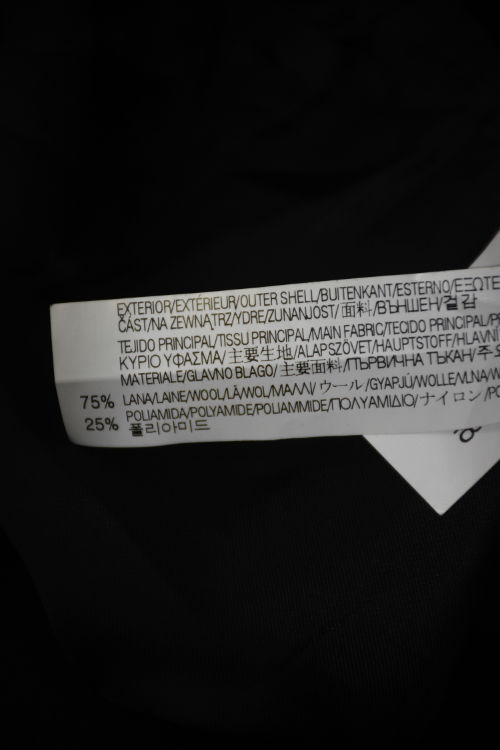 EXTERIOR/EXTÉRIEUR/OUTER SHELL/BUITENKANT/ESTERNO/ΕΞΩΤΕ
ČÁST/NA ZEWNĄTRZ/YDRE/ZUNANJOST/面料/ВЪНШЕН/겉감
TEJIDO PRINCIPAL/TISSU PRINCIPAL/MAIN FABRIC/TECIDO PRINCIPAL/
ΚΥΡΙΟ ΥΦΑΣΜΑ/主要生地/ALAPSZÖVET/HAUPTSTOFF/HLAVNÍ
MATERIALE/GLAVNO BLAGO/主要面料/ПЪРВИЧНА ТЪКАН/주
75% LANA/LAINE/WOOL/LÃ/WOL/ΜΑΛΛΙ/ウール/GYAPJÚ/WOLLE/VLNA/W
25% POLIAMIDA/POLYAMIDE/POLIAMMIDE/ΠΟΛΥΑΜΙΔΙΟ/ナイロン/PO
폴리아미드